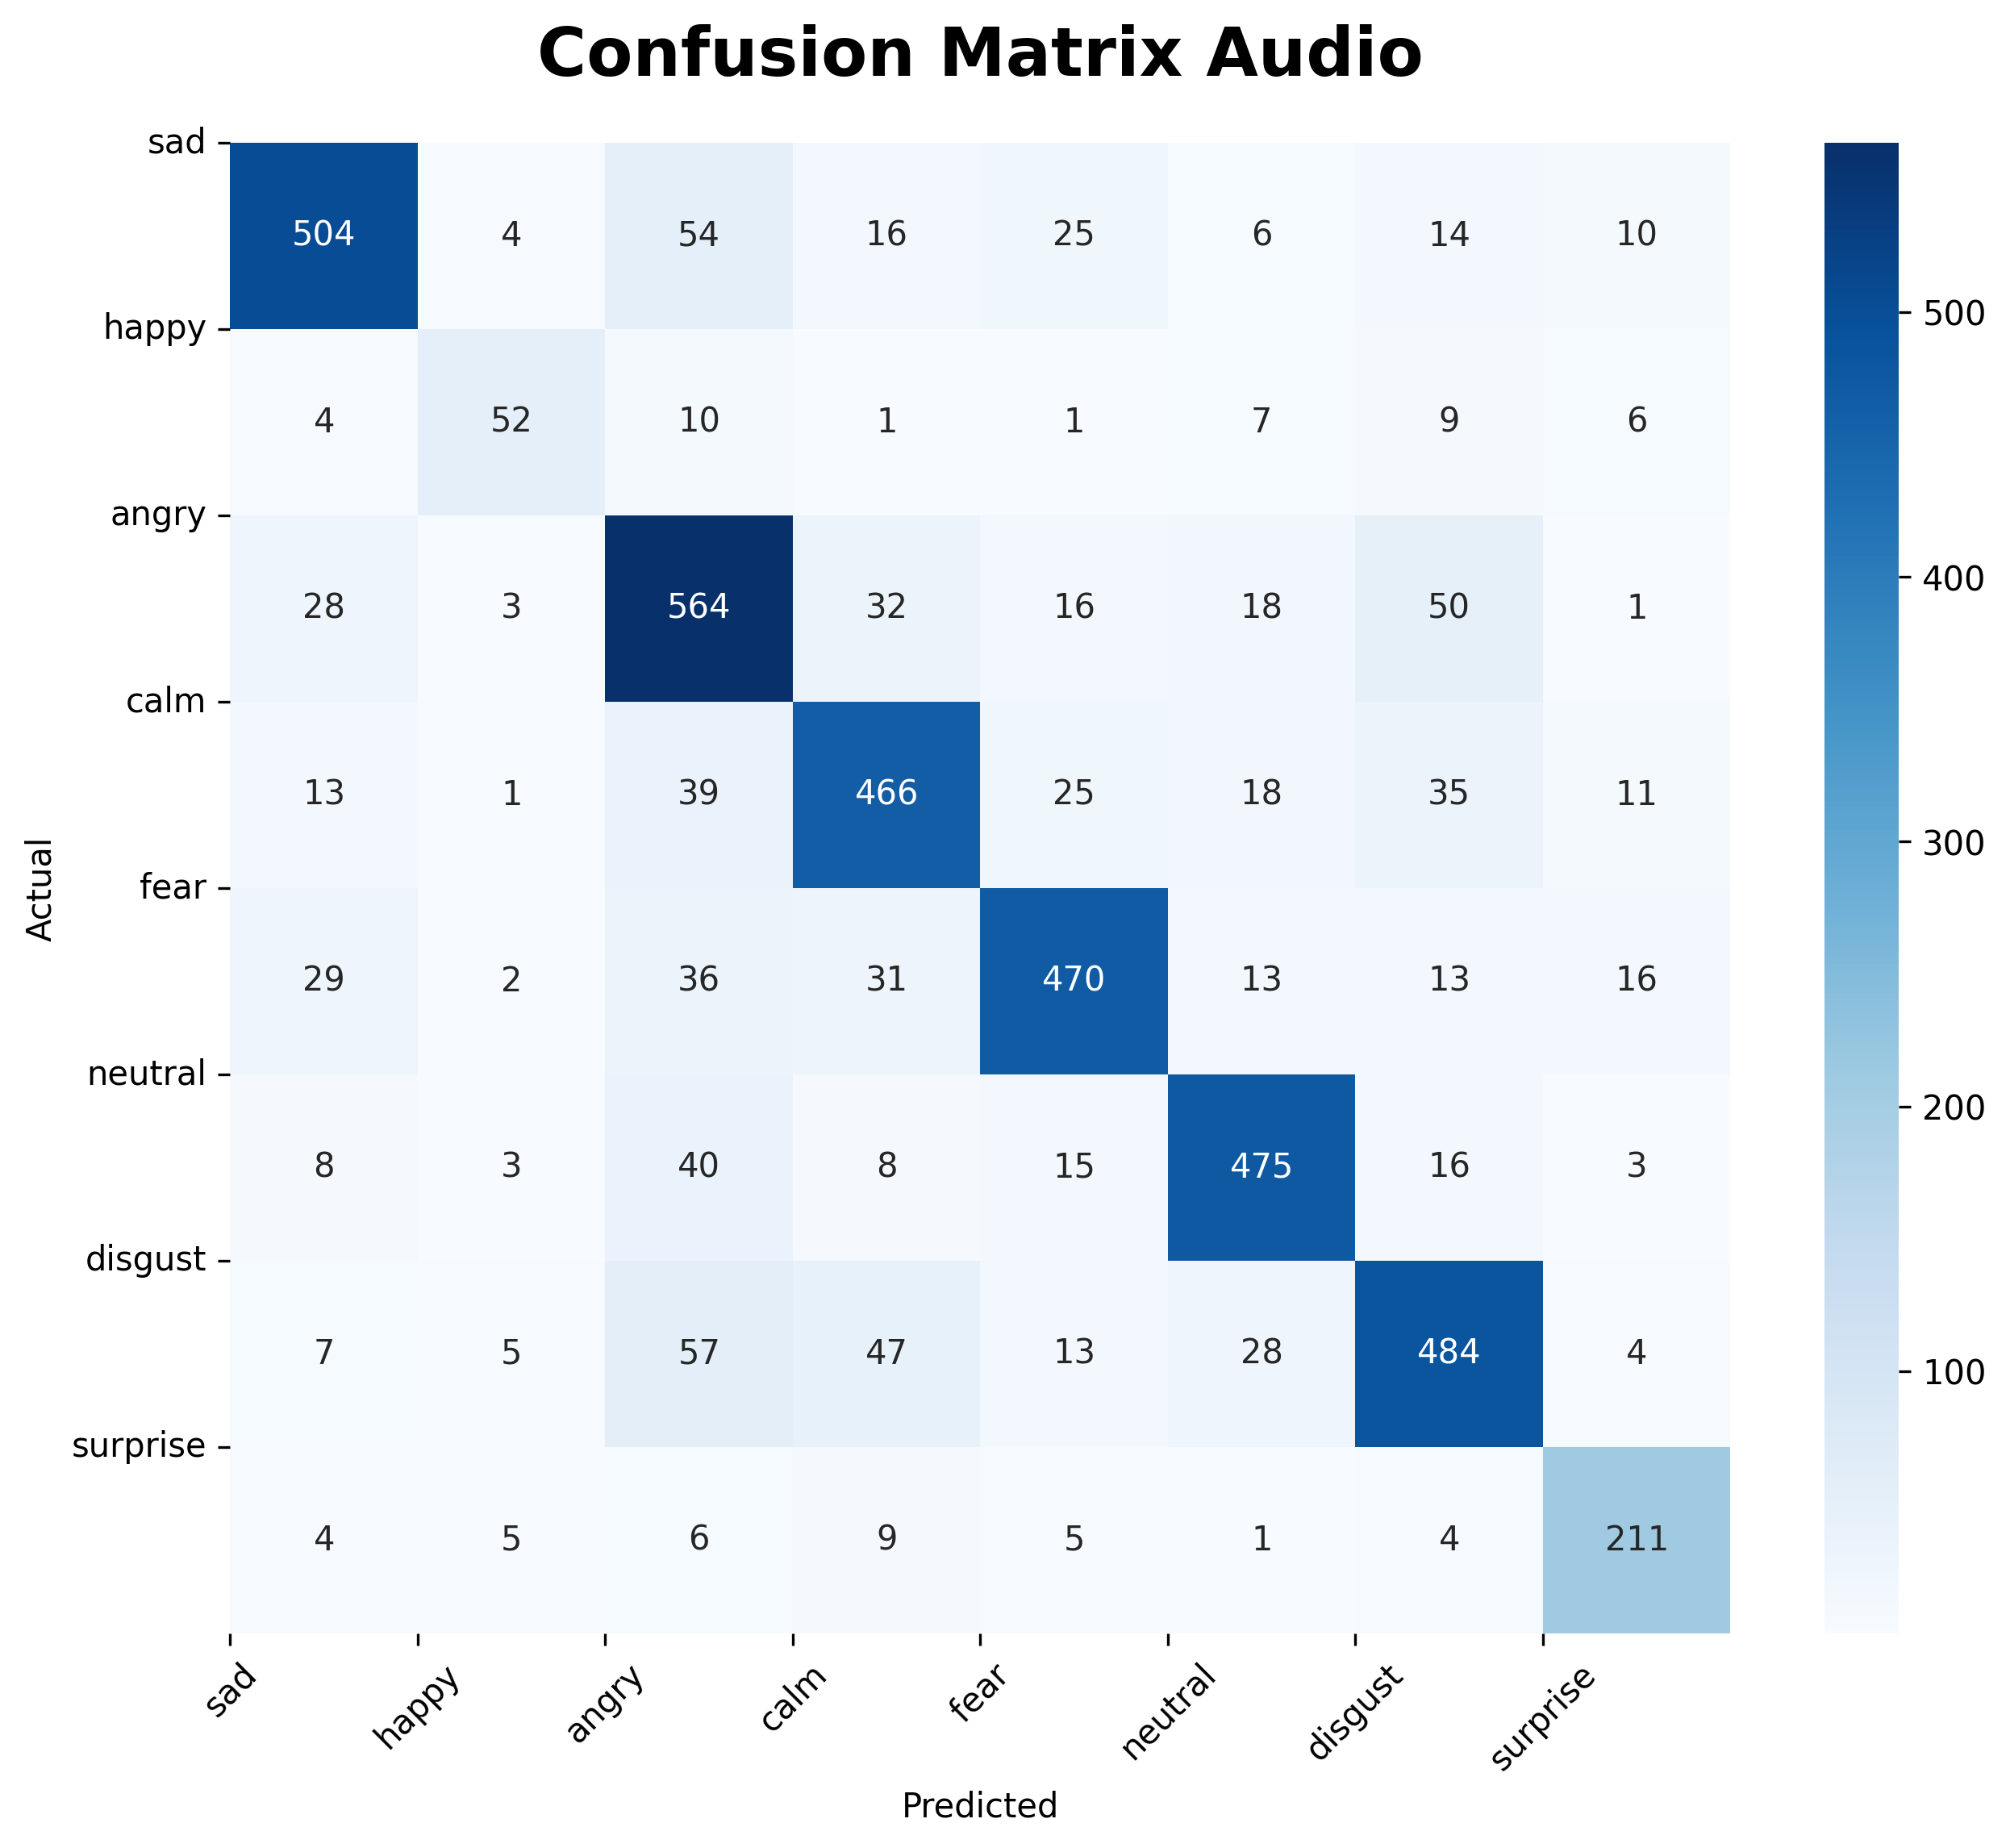 Confusion Matrix Audio
sad
504 4 54 16 25 6 14 10
happy
4 52 10 1 1 7 9 6
angry
28 3 564 32 16 18 50 1
calm
13 1 39 466 25 18 35 11
fear
29 2 36 31 470 13 13 16
neutral
8 3 40 8 15 475 16 3
disgust
7 5 57 47 13 28 484 4
surprise
4 5 6 9 5 1 4 211
Actual
sad happy angry calm fear neutral disgust surprise
Predicted
500
400
300
200
100